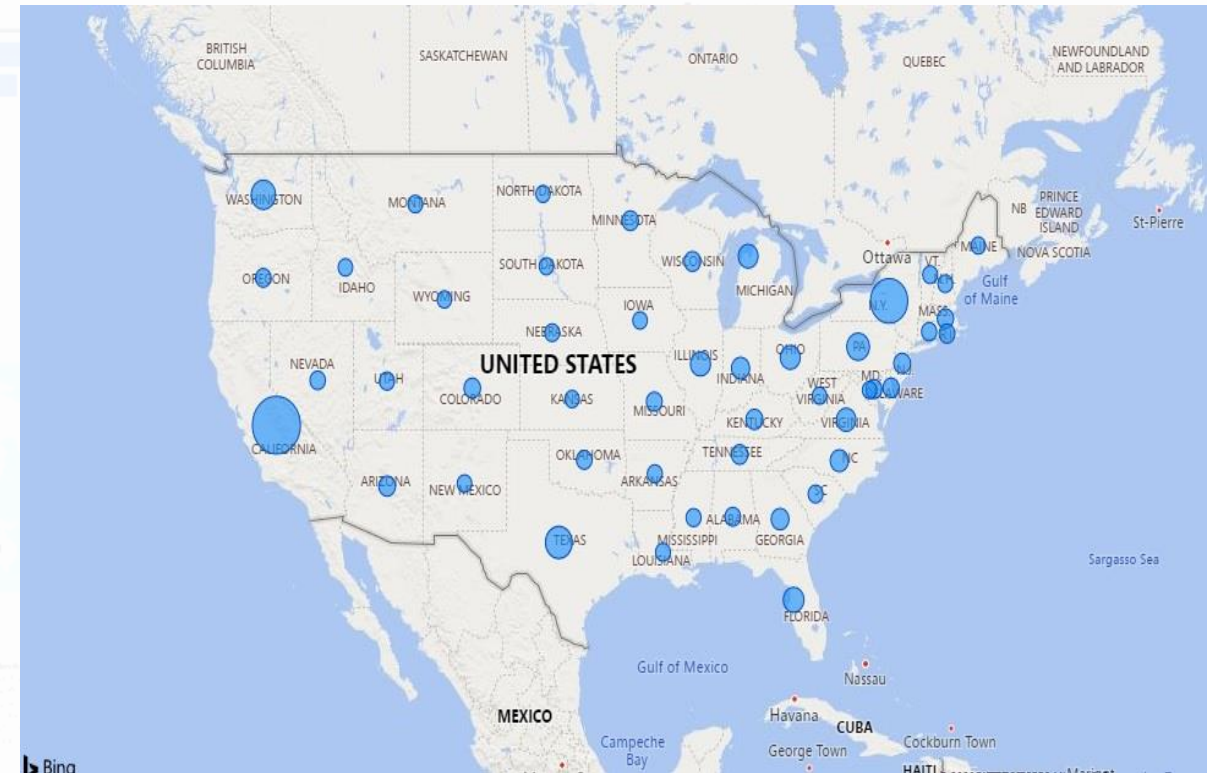 BRITISH
COLUMBIA
SASKATCHEWAN
ONTARIO
QUEBEC
NEWFOUNDLAND
AND LABRADOR
WASHINGTON
MONTANA
NORTH DAKOTA
MINNESOTA
NB
PRINCE
EDWARD
ISLAND
St-Pierre
Ottawa
MAINE
NOVA SCOTIA
OREGON
IDAHO
SOUTH DAKOTA
WISCONSIN
MICHIGAN
VT.
N.H.
Gulf
of Maine
WYOMING
IOWA
N.Y.
MASS.
NEBRASKA
NEVADA
UTAH
COLORADO
UNITED STATES
ILLINOIS
INDIANA
OHIO
PA
N.J.
MD.
DELAWARE
WEST
VIRGINIA
KANSAS
MISSOURI
KENTUCKY
VIRGINIA
CALIFORNIA
OKLAHOMA
TENNESSEE
NC
ARIZONA
NEW MEXICO
ARKANSAS
SC
TEXAS
MISSISSIPPI
ALABAMA
GEORGIA
LOUISIANA
Sargasso Sea
FLORIDA
Gulf of Mexico
Nassau
MEXICO
Havana
CUBA
Campeche
Bay
George Town
Cockburn Town
HAITI
Bing